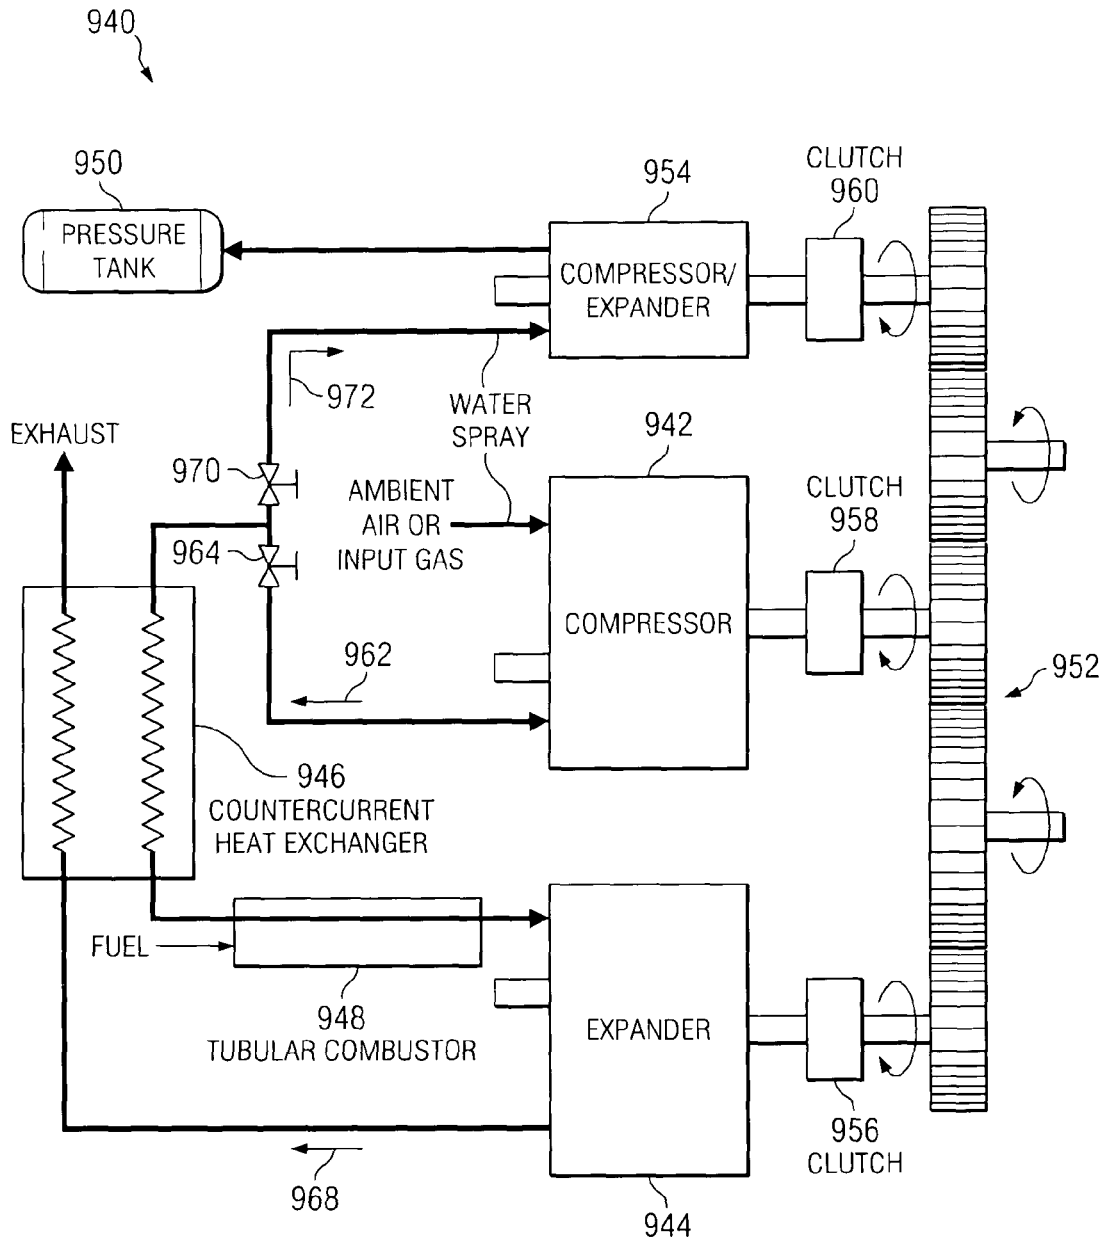 940
950
PRESSURE
TANK
954
COMPRESSOR/
EXPANDER
CLUTCH
960
972
WATER
SPRAY
EXHAUST
970
964
AMBIENT
AIR OR
INPUT GAS
942
COMPRESSOR
CLUTCH
958
962
952
946
COUNTERCURRENT
HEAT EXCHANGER
FUEL
948
TUBULAR COMBUSTOR
EXPANDER
956
CLUTCH
968
944